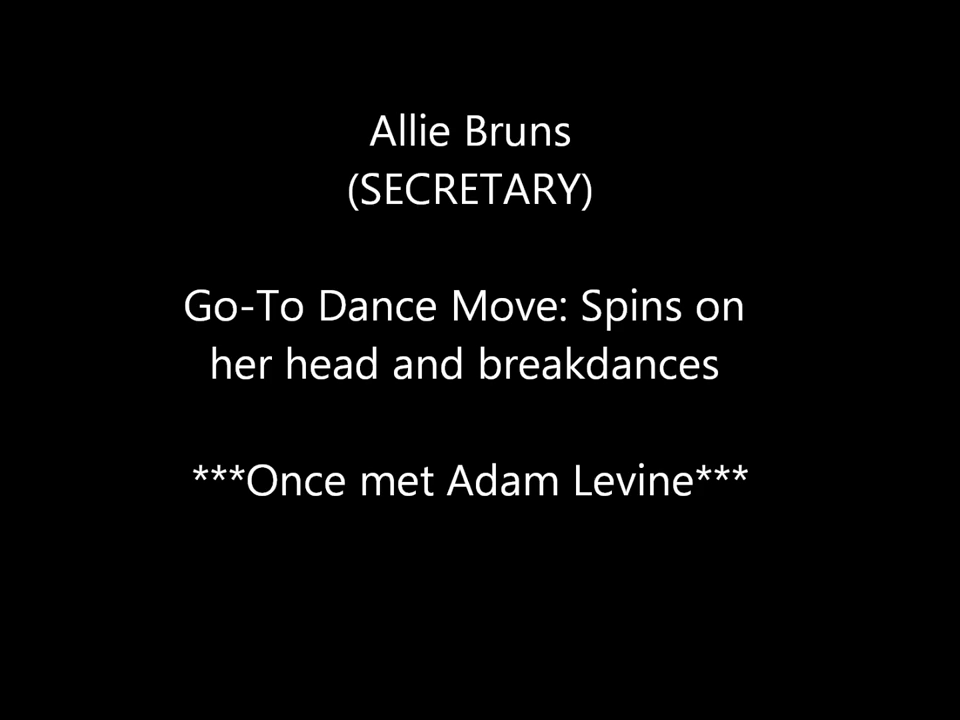 Allie Bruns
(SECRETARY)
Go-To Dance Move: Spins on
her head and breakdances
***Once met Adam Levine***